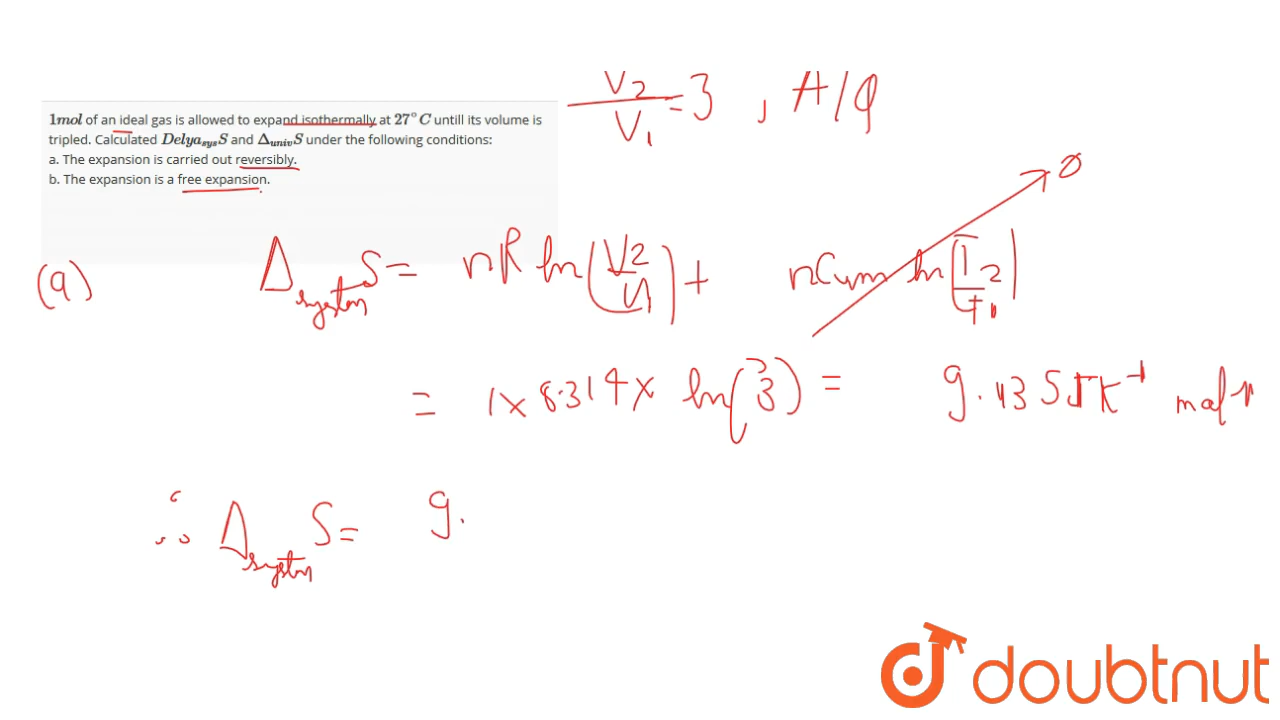 V₂/V₁ = 3 , A/Q
1mol of an ideal gas is allowed to expand isothermally at 27°C untill its volume is
tripled. Calculated Delya_sys S and Δ_univ S under the following conditions:
a. The expansion is carried out reversibly.
b. The expansion is a free expansion.
(a) Δ_system S = nR ln(V₂/V₁) + nCvm ln(T₂/T₁) 0
= 1 x 8.314 x ln(3) = 9.135 JK⁻¹ mol⁻¹
∴ Δ_system S = 9.
doubtnut